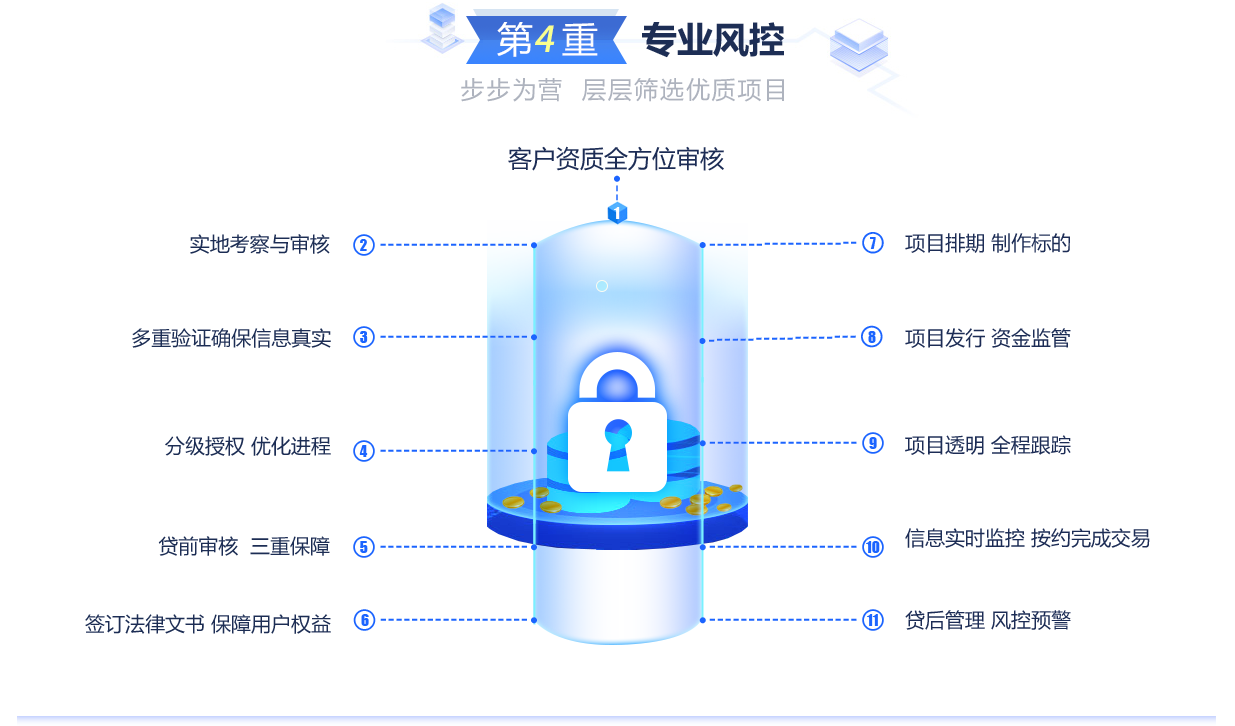 第4重 专业风控
步步为营 层层筛选优质项目
客户资质全方位审核
1
实地考察与审核 2
多重验证确保信息真实 3
分级授权 优化进程 4
贷前审核 三重保障 5
签订法律文书 保障用户权益 6
7 项目排期 制作标的
8 项目发行 资金监管
9 项目透明 全程跟踪
10 信息实时监控 按约完成交易
11 贷后管理 风控预警